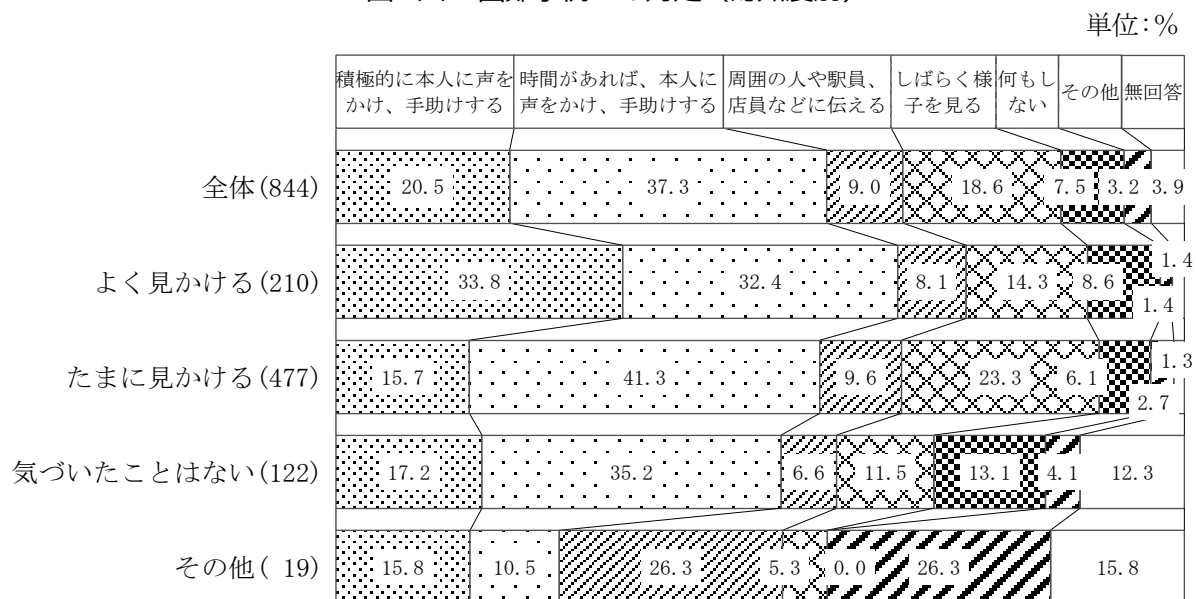 単位:%
積極的に本人に声を
かけ、手助けする
時間があれば、本人に
声をかけ、手助けする
周囲の人や駅員、
店員などに伝える
しばらく様
子を見る
何もし
ない
その他
無回答
全体(844) 20.5 37.3 9.0 18.6 7.5 3.2 3.9
よく見かける(210) 33.8 32.4 8.1 14.3 8.6 1.4 1.4
たまに見かける(477) 15.7 41.3 9.6 23.3 6.1 1.3 2.7
気づいたことはない(122) 17.2 35.2 6.6 11.5 13.1 4.1 12.3
その他( 19) 15.8 10.5 26.3 5.3 0.0 26.3 15.8